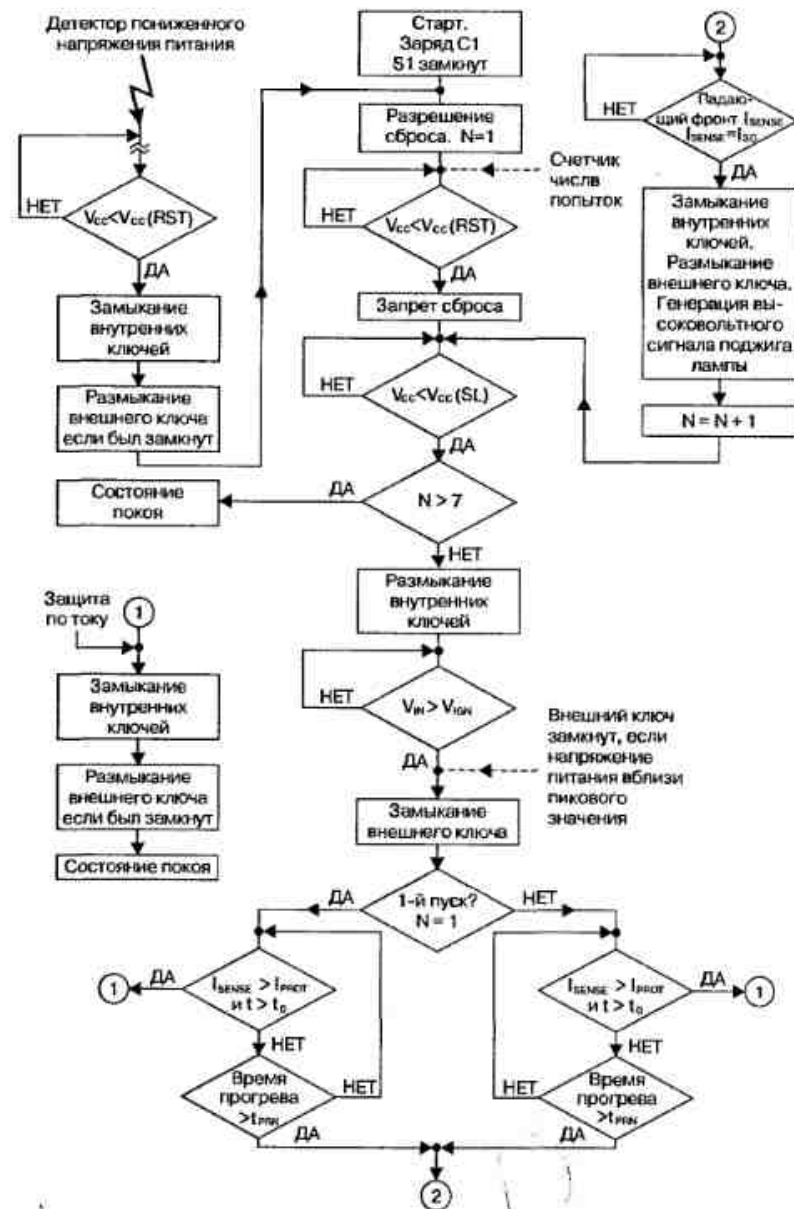 Детектор пониженного
напряжения питания
НЕТ
Vcc<Vcc(RST)
ДА
Замыкание
внутренних
ключей
Размыкание
внешнего ключа
если был замкнут
Старт.
Заряд С1
S1 замкнут
Разрешение
сброса. N=1
Счетчик
числа
попыток
НЕТ
Vcc<Vcc(RST)
ДА
Запрет сброса
НЕТ
Vcc<Vcc(SL)
ДА
ДА
N > 7
НЕТ
Состояние
покоя
Размыкание
внутренних
ключей
НЕТ
VIN > VIGN
ДА
Внешний ключ
замкнут, если
напряжение
питания вблизи
пикового
значения
Замыкание
внешнего ключа
ДА
1-й пуск?
N = 1
НЕТ
2
НЕТ
Падаю-
щий фронт ISENSE
ISENSE=ISO
ДА
Замыкание
внутренних
ключей.
Размыкание
внешнего ключа.
Генерация вы-
соковольтного
сигнала поджига
лампы
N = N + 1
Защита
по току
1
Замыкание
внутренних
ключей
Размыкание
внешнего ключа
если был замкнут
Состояние покоя
1
ДА
ISENSE > IPROT
и t > t0
НЕТ
Время
прогрева
>tPRN
НЕТ
ДА
ISENSE > IPROT
и t > t0
ДА
1
НЕТ
НЕТ
Время
прогрева
>tPRN
ДА
2